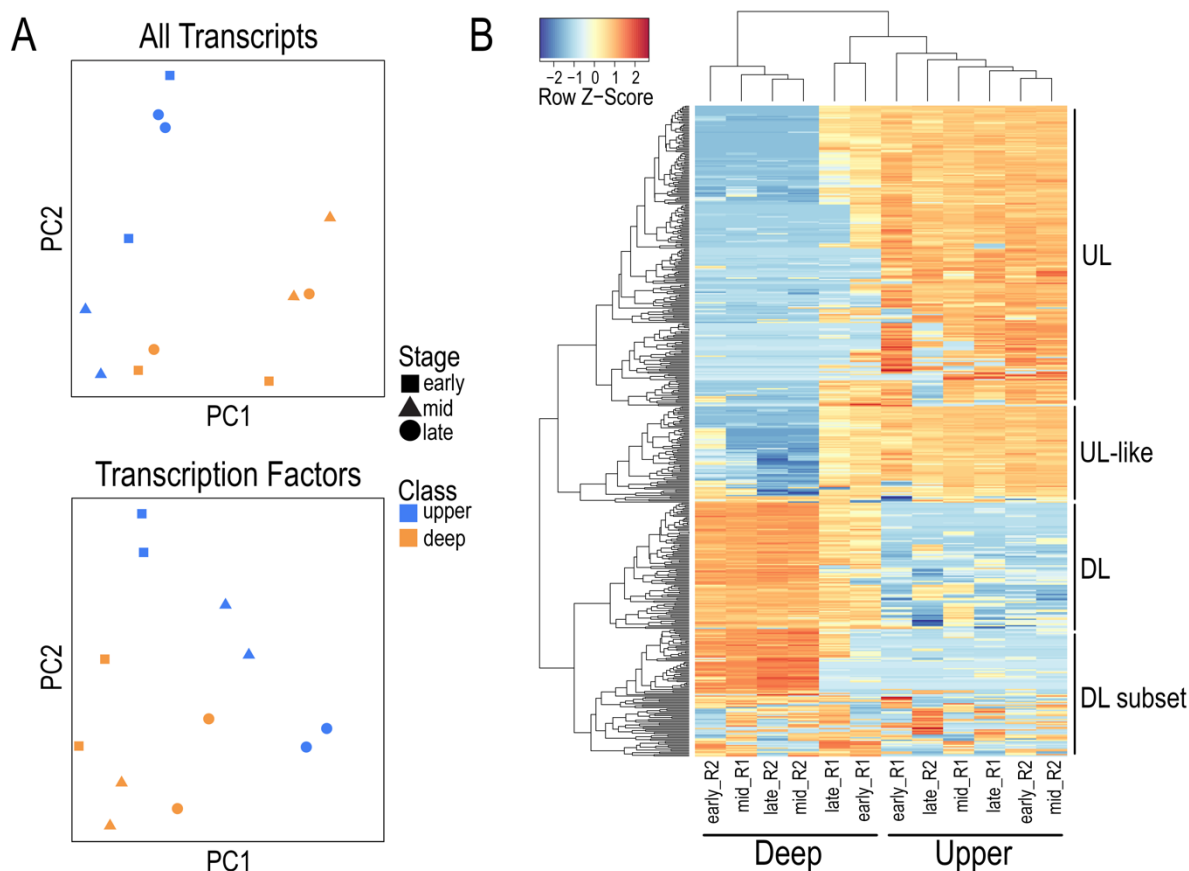 A
All Transcripts
PC2
PC1
Stage
early
mid
late
Transcription Factors
Class
upper
deep
PC2
PC1
B
−2 −1 0 1 2
Row Z−Score
UL
UL-like
DL
DL subset
early_R2
mid_R1
late_R2
mid_R2
late_R1
early_R1
early_R1
late_R2
mid_R1
late_R1
early_R2
mid_R2
Deep
Upper